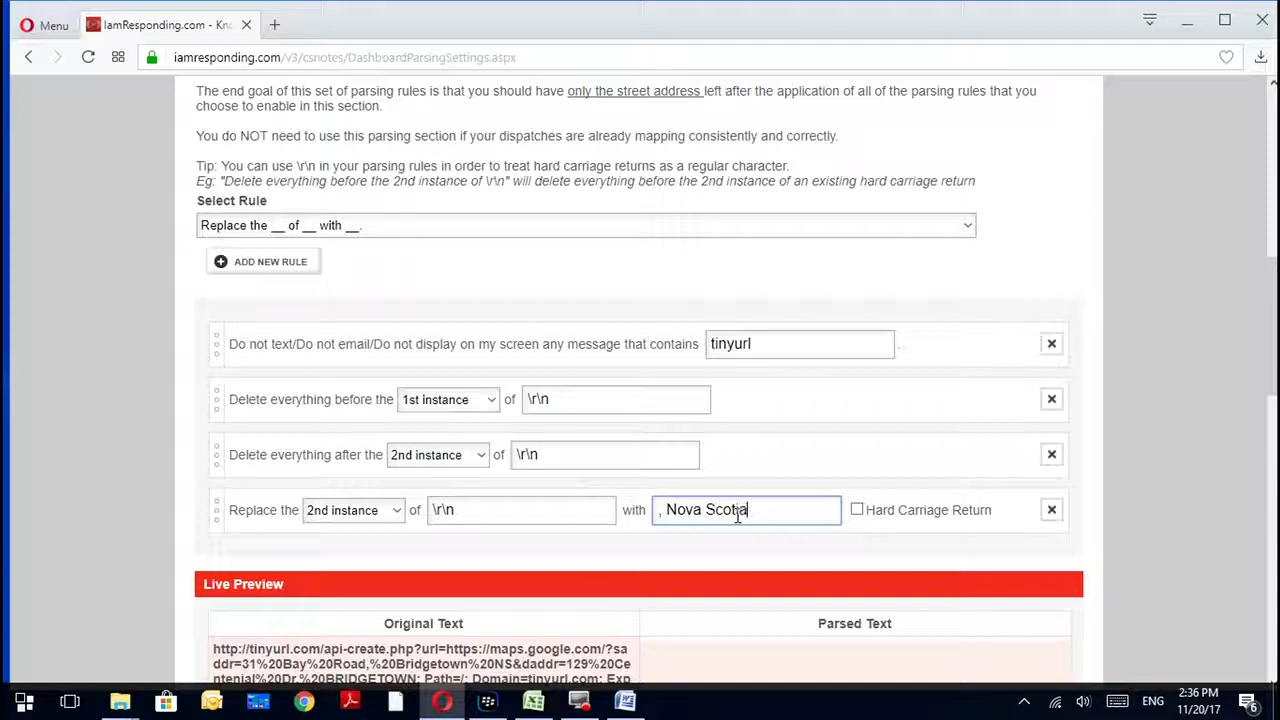 Menu
IamResponding.com - Kno
iamresponding.com/v3/csnotes/DashboardParsingSettings.aspx
The end goal of this set of parsing rules is that you should have only the street address left after the application of all of the parsing rules that you
choose to enable in this section.
You do NOT need to use this parsing section if your dispatches are already mapping consistently and correctly.
Tip: You can use \r\n in your parsing rules in order to treat hard carriage returns as a regular character.
Eg: "Delete everything before the 2nd instance of \r\n" will delete everything before the 2nd instance of an existing hard carriage return
Select Rule
Replace the __ of __ with __.
ADD NEW RULE
Do not text/Do not email/Do not display on my screen any message that contains tinyurl .
Delete everything before the 1st instance of \r\n
Delete everything after the 2nd instance of \r\n
Replace the 2nd instance of \r\n with , Nova Scotia Hard Carriage Return
Live Preview
Original Text Parsed Text
http://tinyurl.com/api-create.php?url=https://maps.google.com/?sa
ddr=31%20Bay%20Road,%20Bridgetown%20NS&daddr=129%20Ce
ntenial%20Dr,%20BRIDGETOWN; Path=/; Domain=tinyurl.com; Exp
ENG
2:36 PM
11/20/17
6